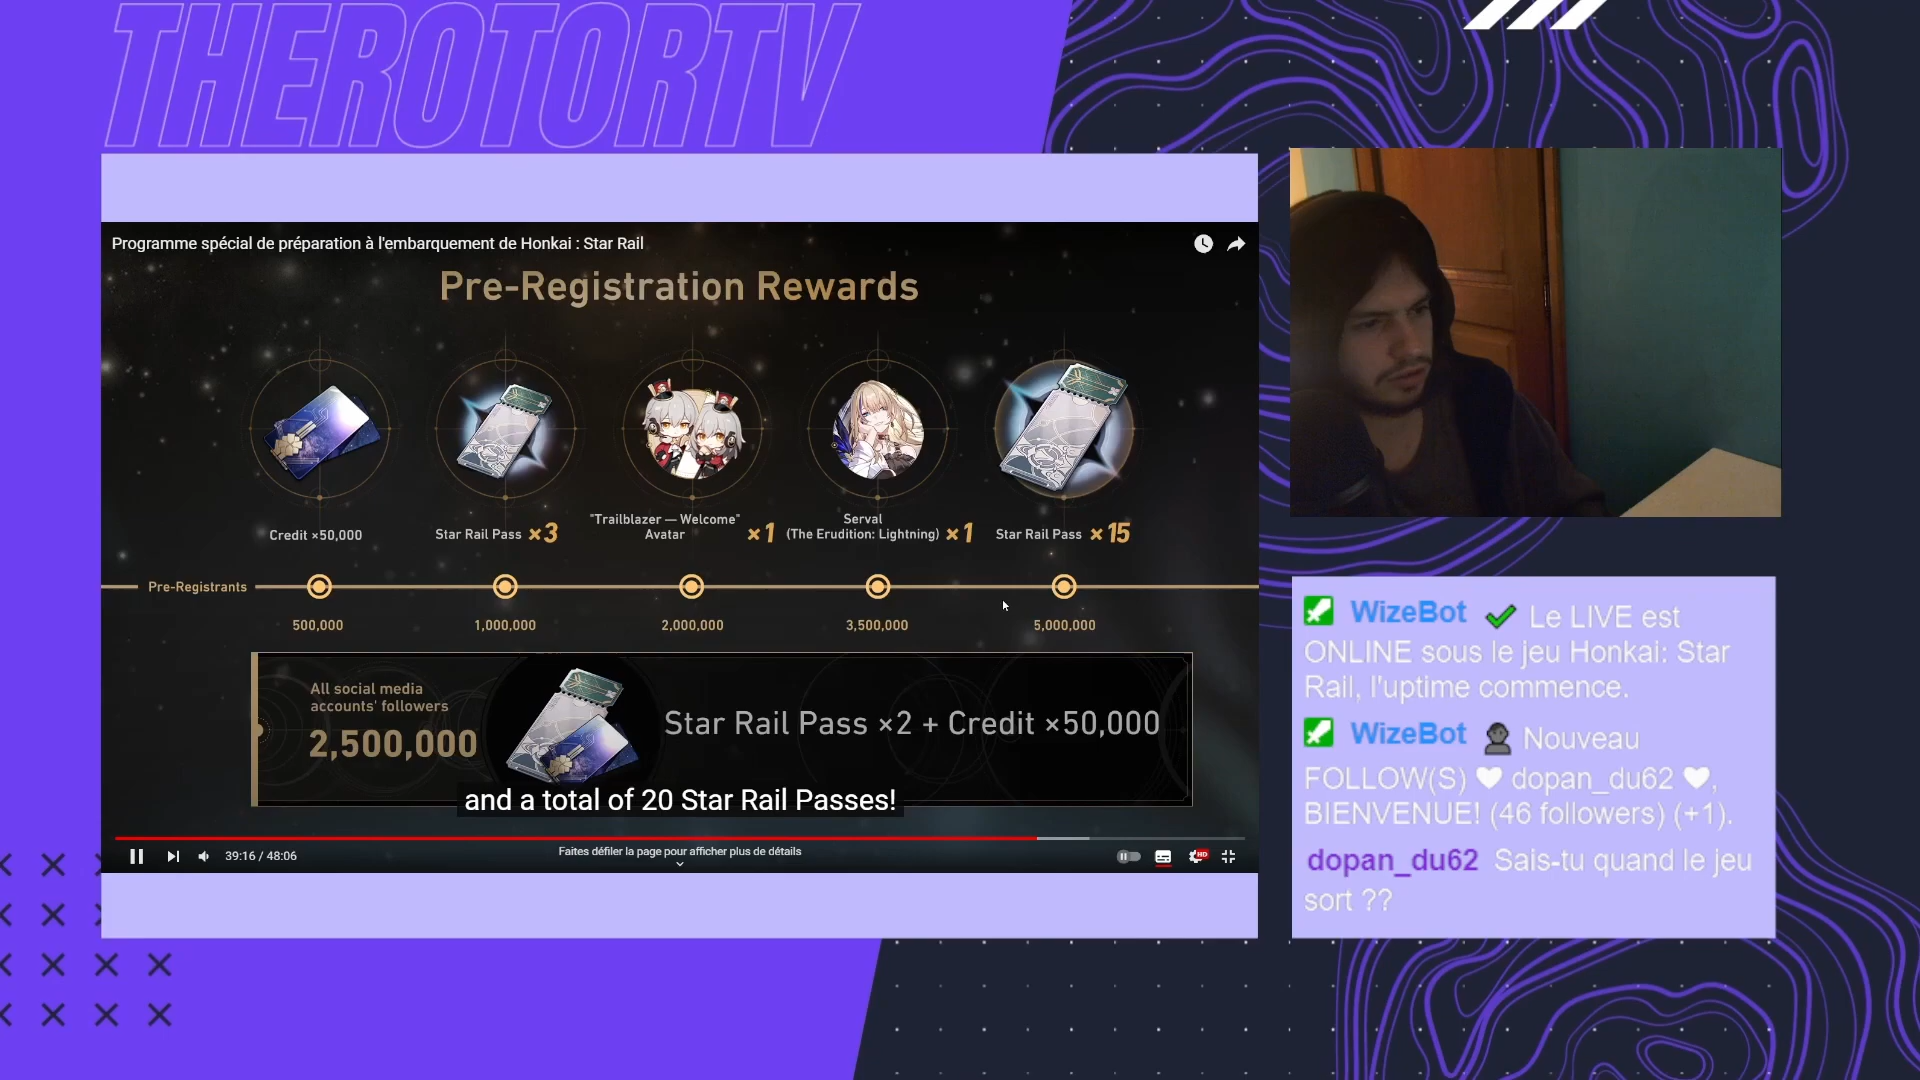 THEROTORTV
Programme spécial de préparation à l'embarquement de Honkai : Star Rail
Pre-Registration Rewards
Credit ×50,000
Star Rail Pass ×3
"Trailblazer — Welcome"
Avatar ×1
Serval
(The Erudition: Lightning) ×1
Star Rail Pass ×15
Pre-Registrants
500,000
1,000,000
2,000,000
3,500,000
5,000,000
All social media
accounts' followers
2,500,000
Star Rail Pass ×2 + Credit ×50,000
and a total of 20 Star Rail Passes!
39:16 / 48:06
Faites défiler la page pour afficher plus de détails
HD
WizeBot Le LIVE est
ONLINE sous le jeu Honkai: Star
Rail, l'uptime commence.
WizeBot Nouveau
FOLLOW(S) dopan_du62 ,
BIENVENUE! (46 followers) (+1).
dopan_du62 Sais-tu quand le jeu
sort ??